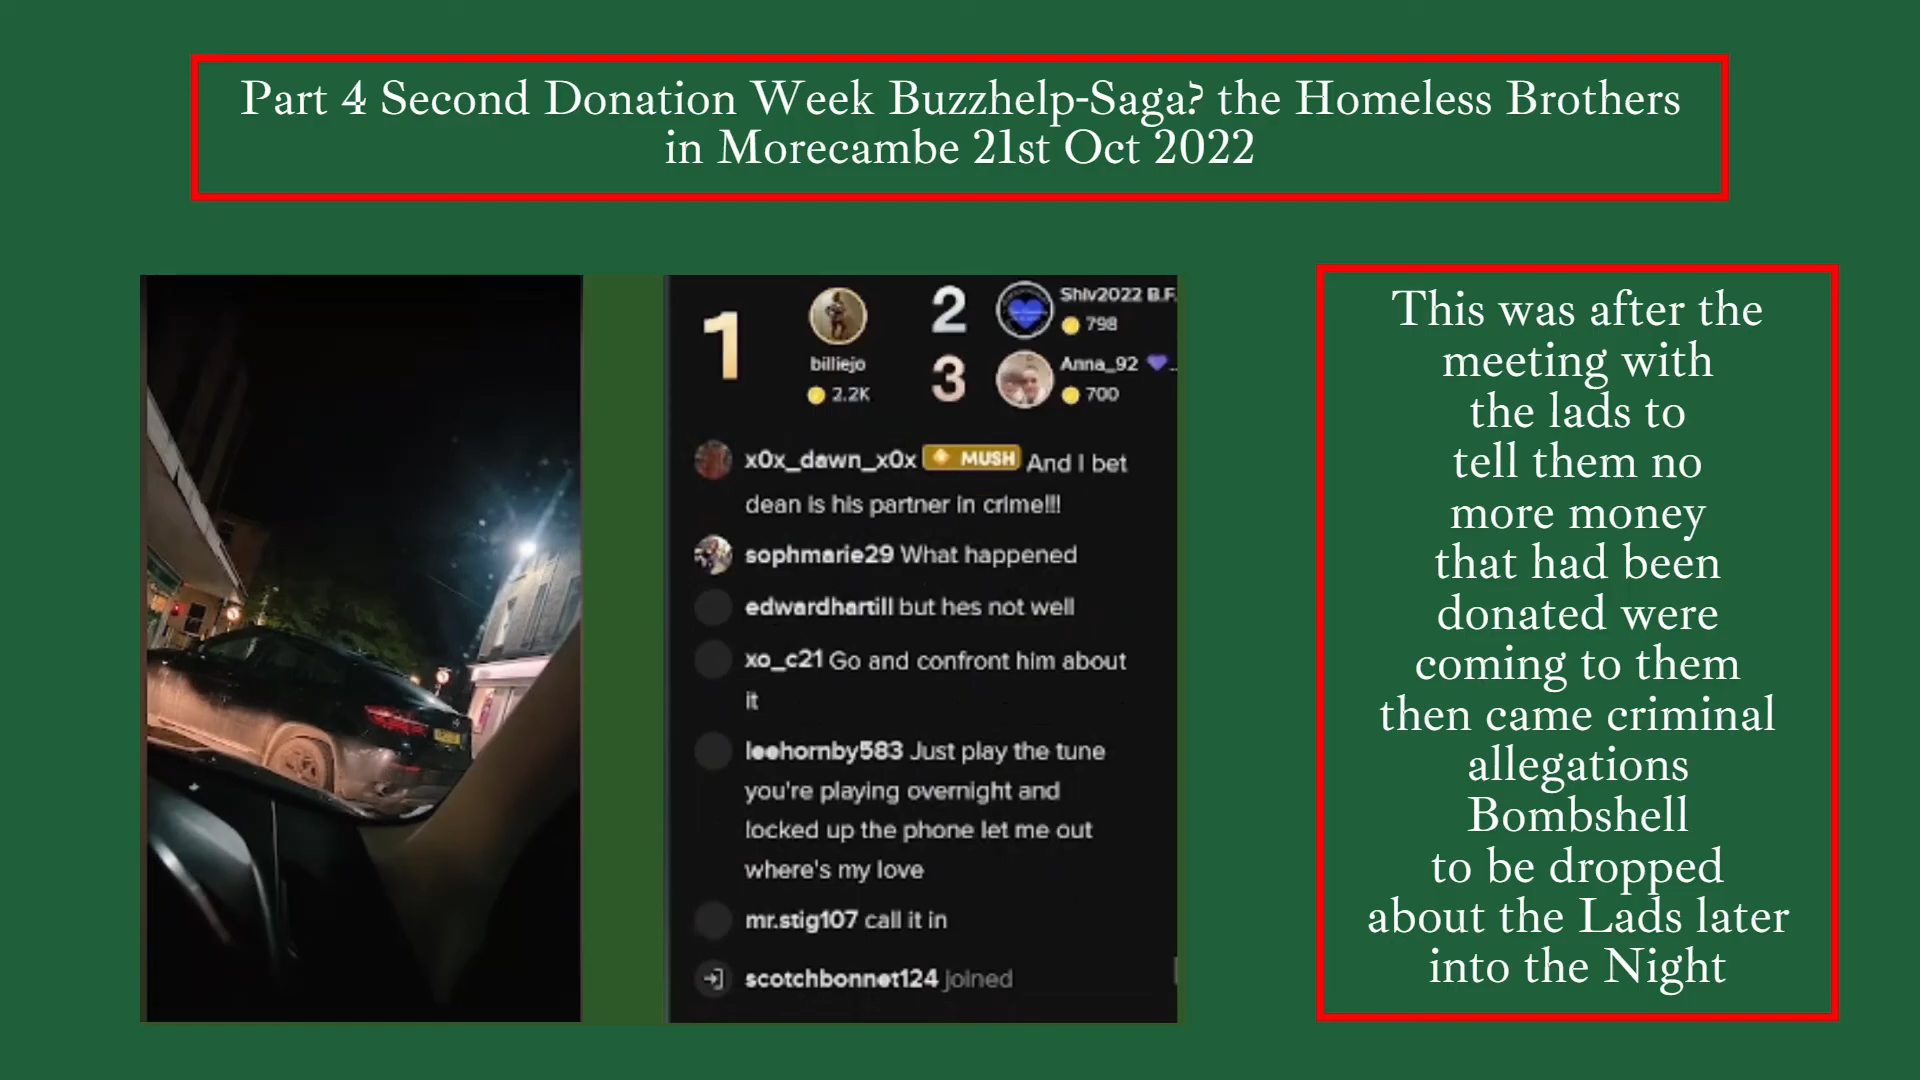 Part 4 Second Donation Week Buzzhelp-Saga? the Homeless Brothers
in Morecambe 21st Oct 2022
1
billiejo
2.2K
2
Shiv2022 B.F.
798
3
Anna_92 💜..
700
x0x_dawn_x0x MUSH And I bet
dean is his partner in crime!!!
sophmarie29 What happened
edwardhartill but hes not well
xo_c21 Go and confront him about
it
leehornby583 Just play the tune
you're playing overnight and
locked up the phone let me out
where's my love
mr.stig107 call it in
scotchbonnet124 joined
This was after the
meeting with
the lads to
tell them no
more money
that had been
donated were
coming to them
then came criminal
allegations
Bombshell
to be dropped
about the Lads later
into the Night